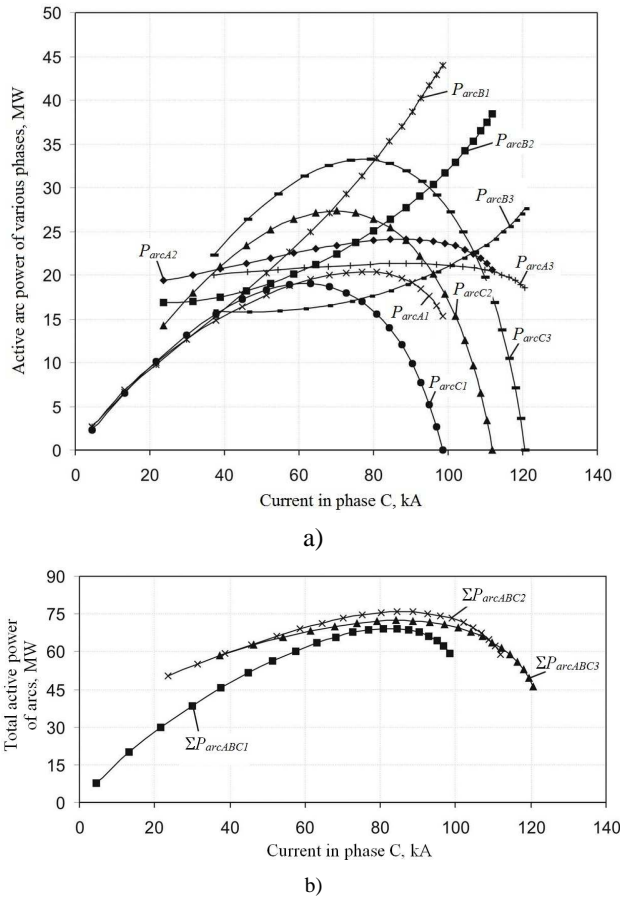 50
45
40
35
30
25
20
15
10
5
0
Active arc power of various phases, MW
P_arcB1
P_arcB2
P_arcB3
P_arcA2
P_arcA3
P_arcA1
P_arcC2
P_arcC3
P_arcC1
0 20 40 60 80 100 120 140
Current in phase C, kA
a)
90
75
60
45
30
15
0
Total active power
of arcs, MW
ΣP_arcABC2
ΣP_arcABC3
ΣP_arcABC1
0 20 40 60 80 100 120 140
Current in phase C, kA
b)